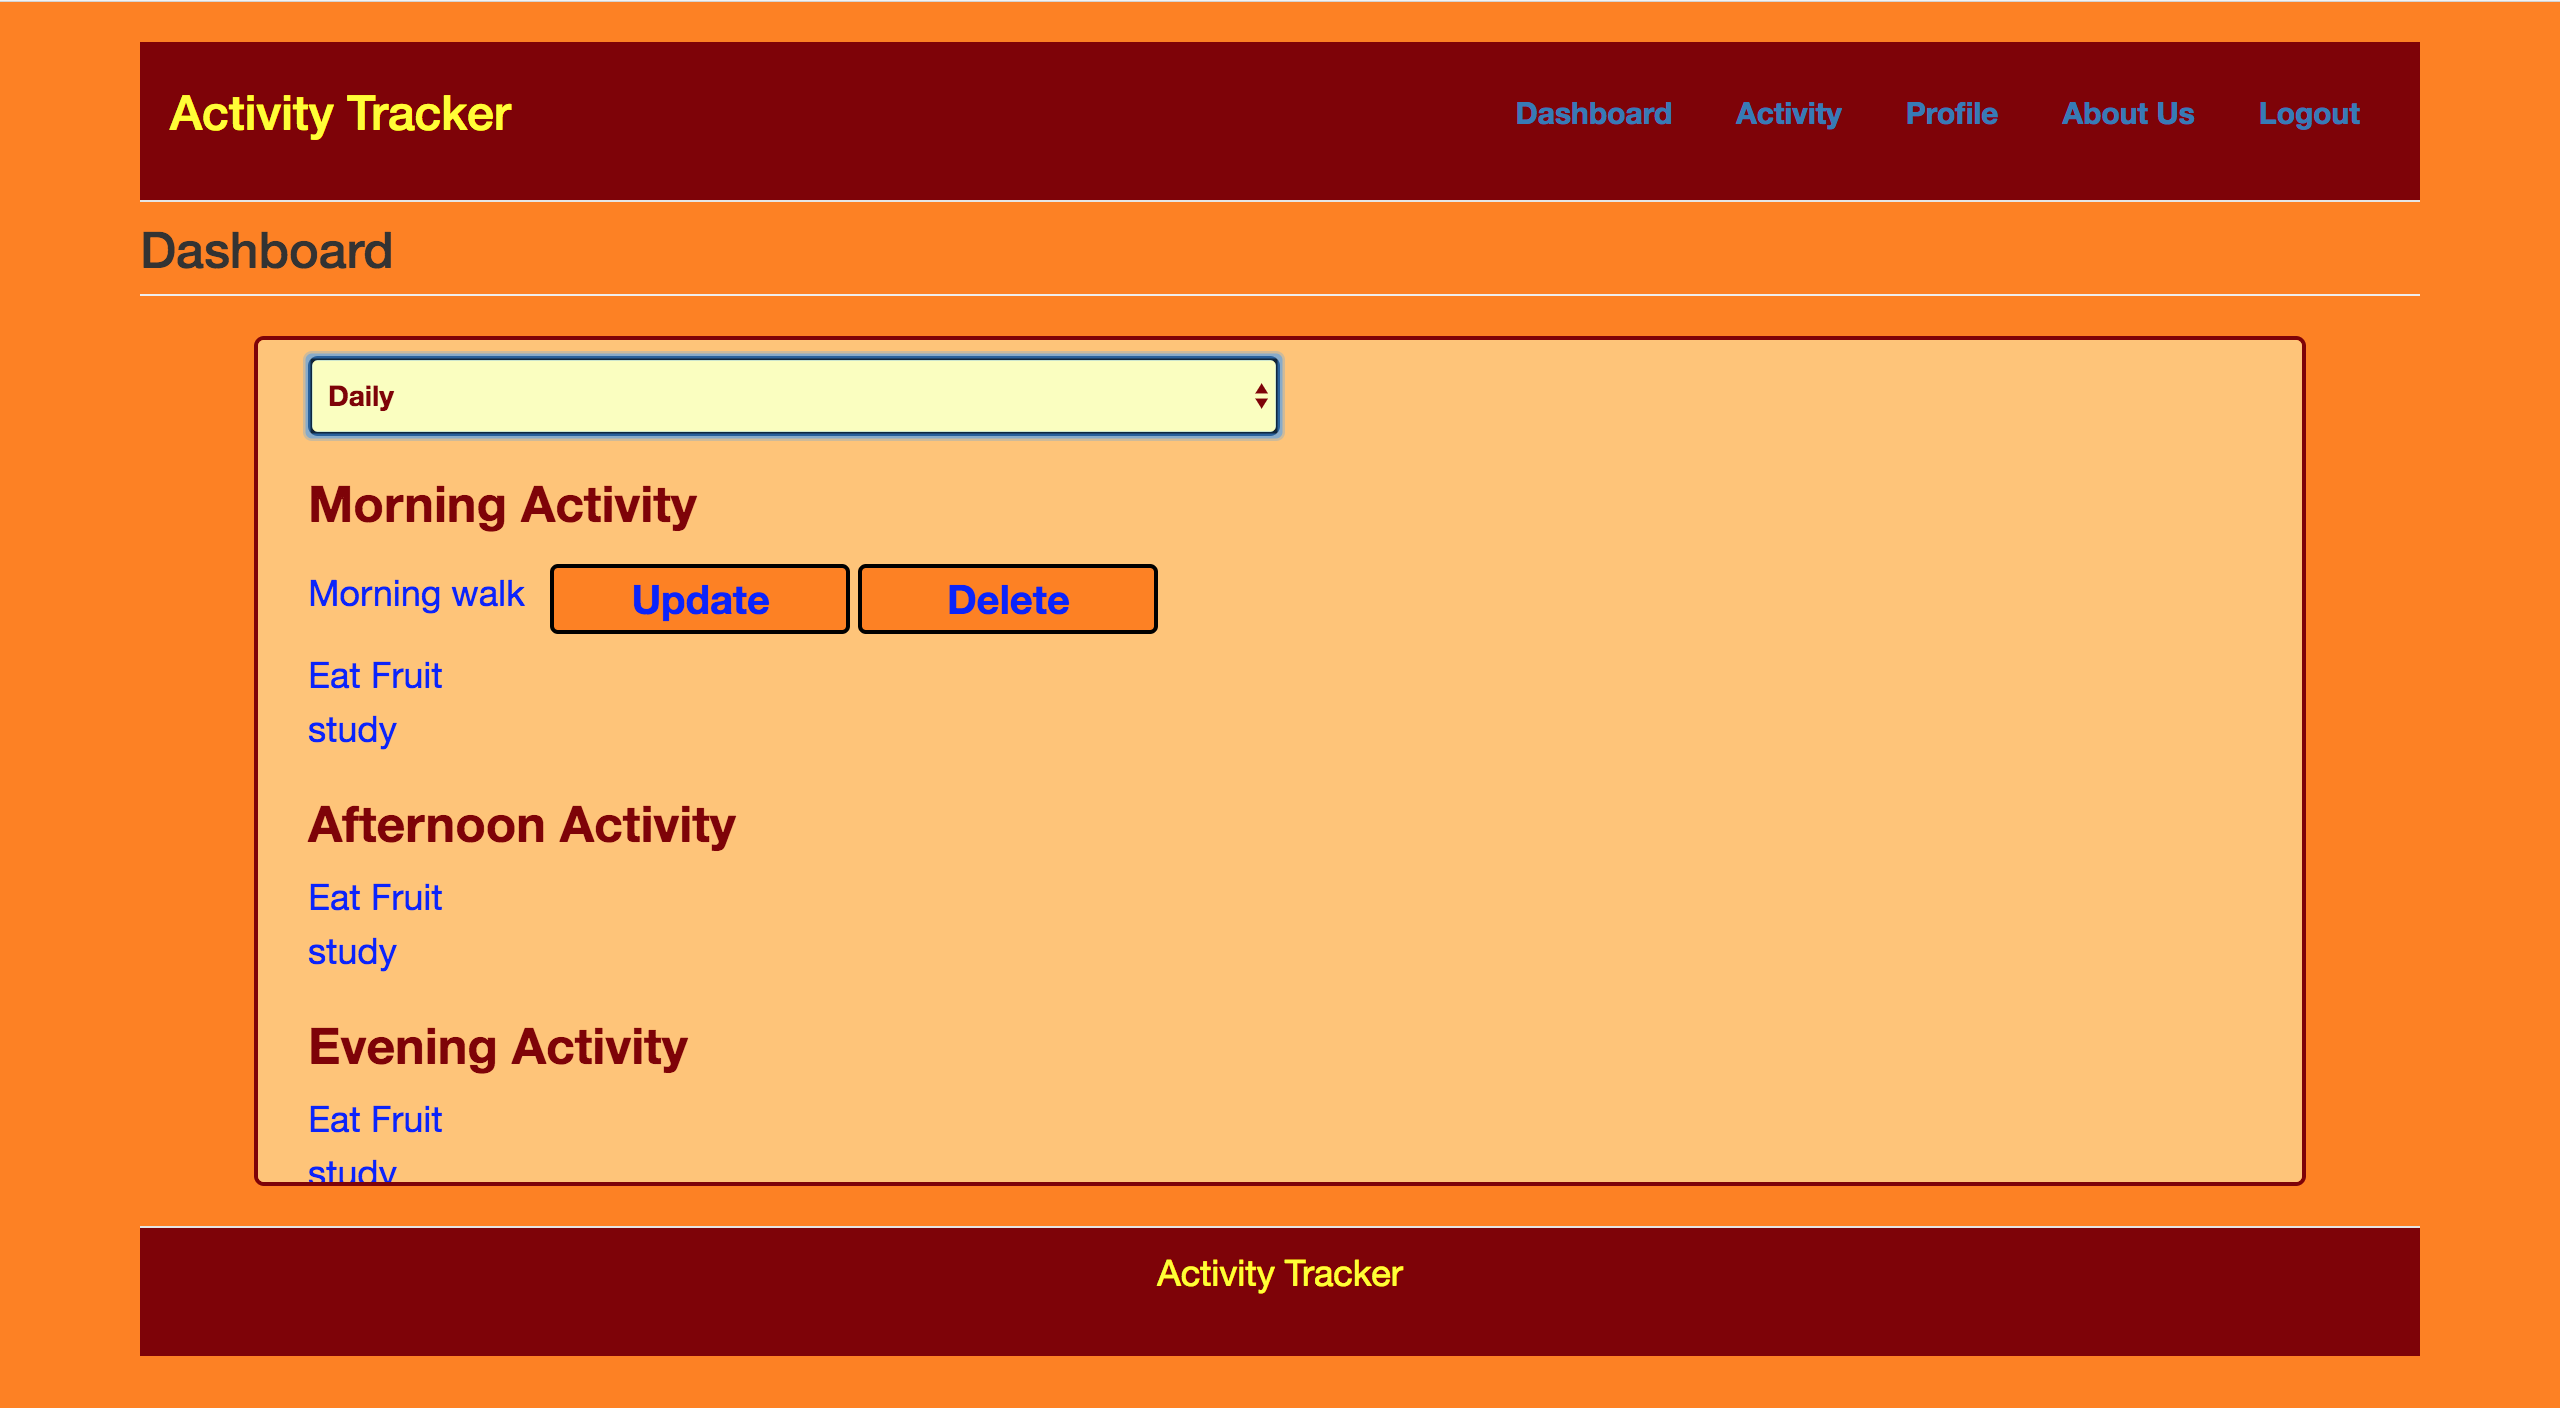 Activity Tracker Dashboard Activity Profile About Us Logout
Dashboard
Daily
Morning Activity
Morning walk Update Delete
Eat Fruit
study
Afternoon Activity
Eat Fruit
study
Evening Activity
Eat Fruit
study
Activity Tracker